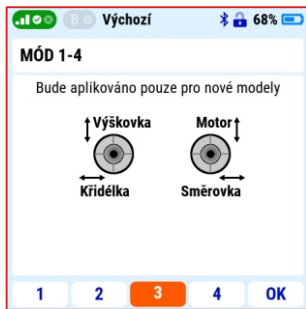 B Výchozí 68%
MÓD 1-4
Bude aplikováno pouze pro nové modely
Výškovka Motor
Křidélka Směrovka
1 2 3 4 OK